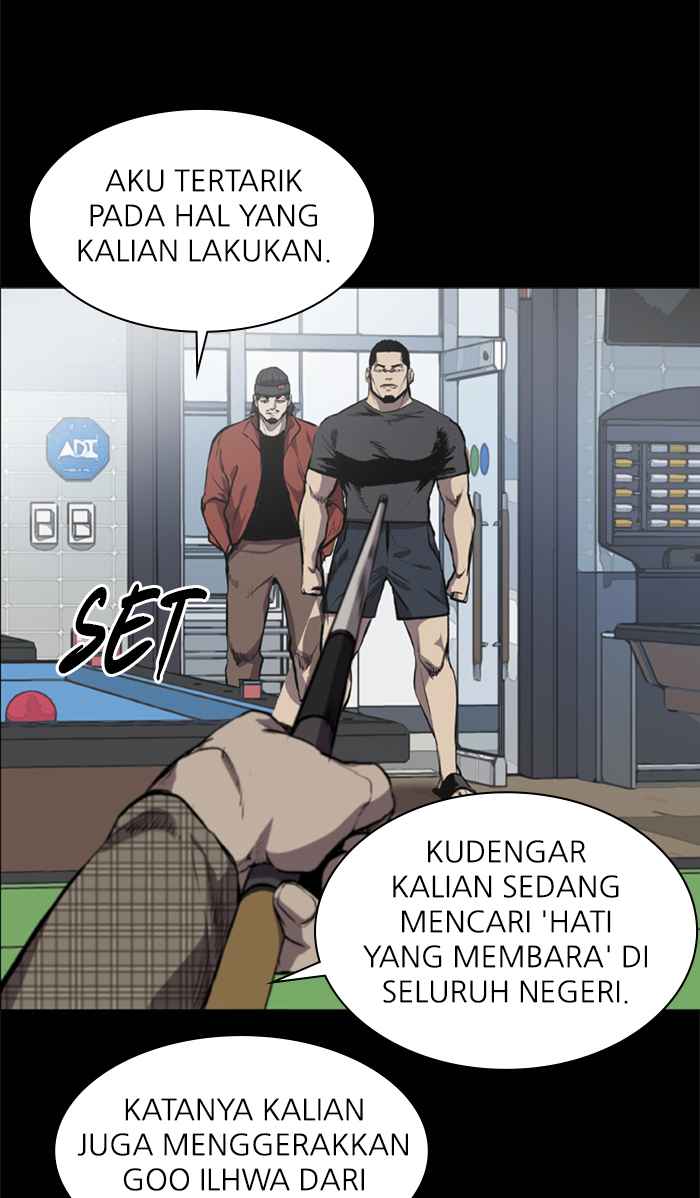 AKU TERTARIK
PADA HAL YANG
KALIAN LAKUKAN.
ADT
SET
KUDENGAR
KALIAN SEDANG
MENCARI 'HATI
YANG MEMBARA' DI
SELURUH NEGERI.
KATANYA KALIAN
JUGA MENGGERAKKAN
GOO ILHWA DARI